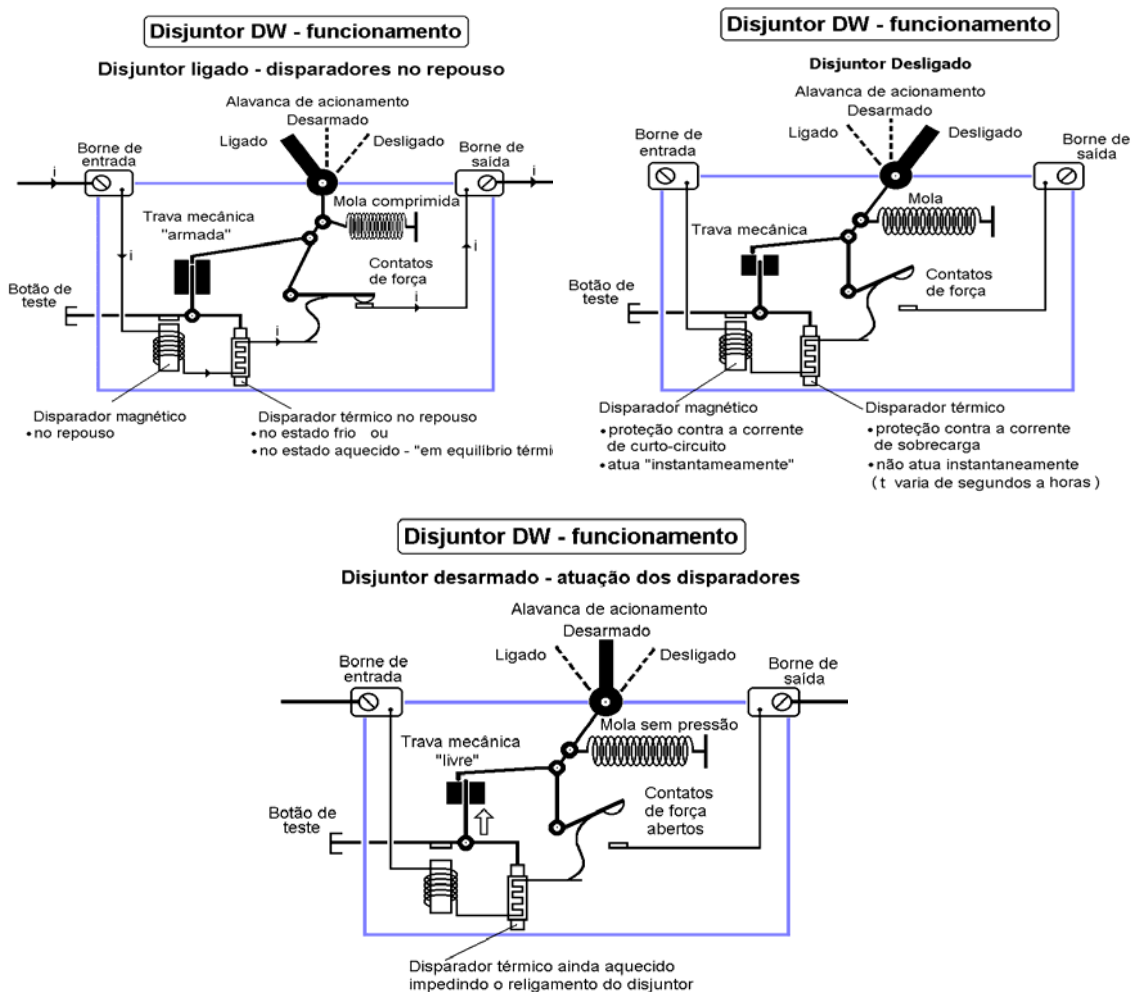 Disjuntor DW - funcionamento
Disjuntor ligado - disparadores no repouso
Alavanca de acionamento
Desarmado
Ligado
Desligado
Borne de
entrada
Borne de
saída
i
i
Mola comprimida
Trava mecânica
"armada"
i
i
Contatos
de força
i
Botão de
teste
i
Disparador magnético
• no repouso
Disparador térmico no repouso
• no estado frio ou
• no estado aquecido - "em equilíbrio térmi
Disjuntor DW - funcionamento
Disjuntor Desligado
Alavanca de acionamento
Desarmado
Ligado
Desligado
Borne de
entrada
Borne de
saída
Mola
Trava mecânica
Contatos
de força
Botão de
teste
Disparador magnético
• proteção contra a corrente
de curto-circuito
• atua "instantameamente"
Disparador térmico
• proteção contra a corrente
de sobrecarga
• não atua instantaneamente
(t varia de segundos a horas)
Disjuntor DW - funcionamento
Disjuntor desarmado - atuação dos disparadores
Alavanca de acionamento
Desarmado
Ligado
Desligado
Borne de
entrada
Borne de
saída
Mola sem pressão
Trava mecânica
"livre"
Contatos
de força
abertos
Botão de
teste
Disparador térmico ainda aquecido
impedindo o religamento do disjuntor